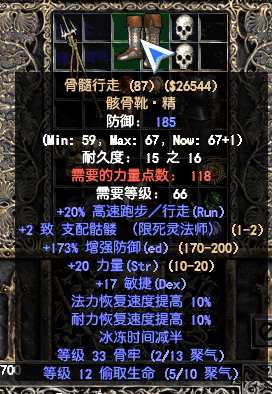 骨髓行走 (87) ($26544)
骸骨靴·精
防御: 185
(Min: 59, Max: 67, Now: 67+1)
耐久度: 15 之 16
需要的力量点数: 118
需要等级: 66
+20% 高速跑步/行走(Run)
+2 致 支配骷髅 (限死灵法师) (1-2)
+173% 增强防御(ed) (170-200)
+20 力量(Str) (10-20)
+17 敏捷(Dex)
法力恢复速度提高 10%
耐力恢复速度提高 10%
冰冻时间减半
等级 33 骨牢 (2/13 聚气)
等级 12 偷取生命 (5/10 聚气)
700